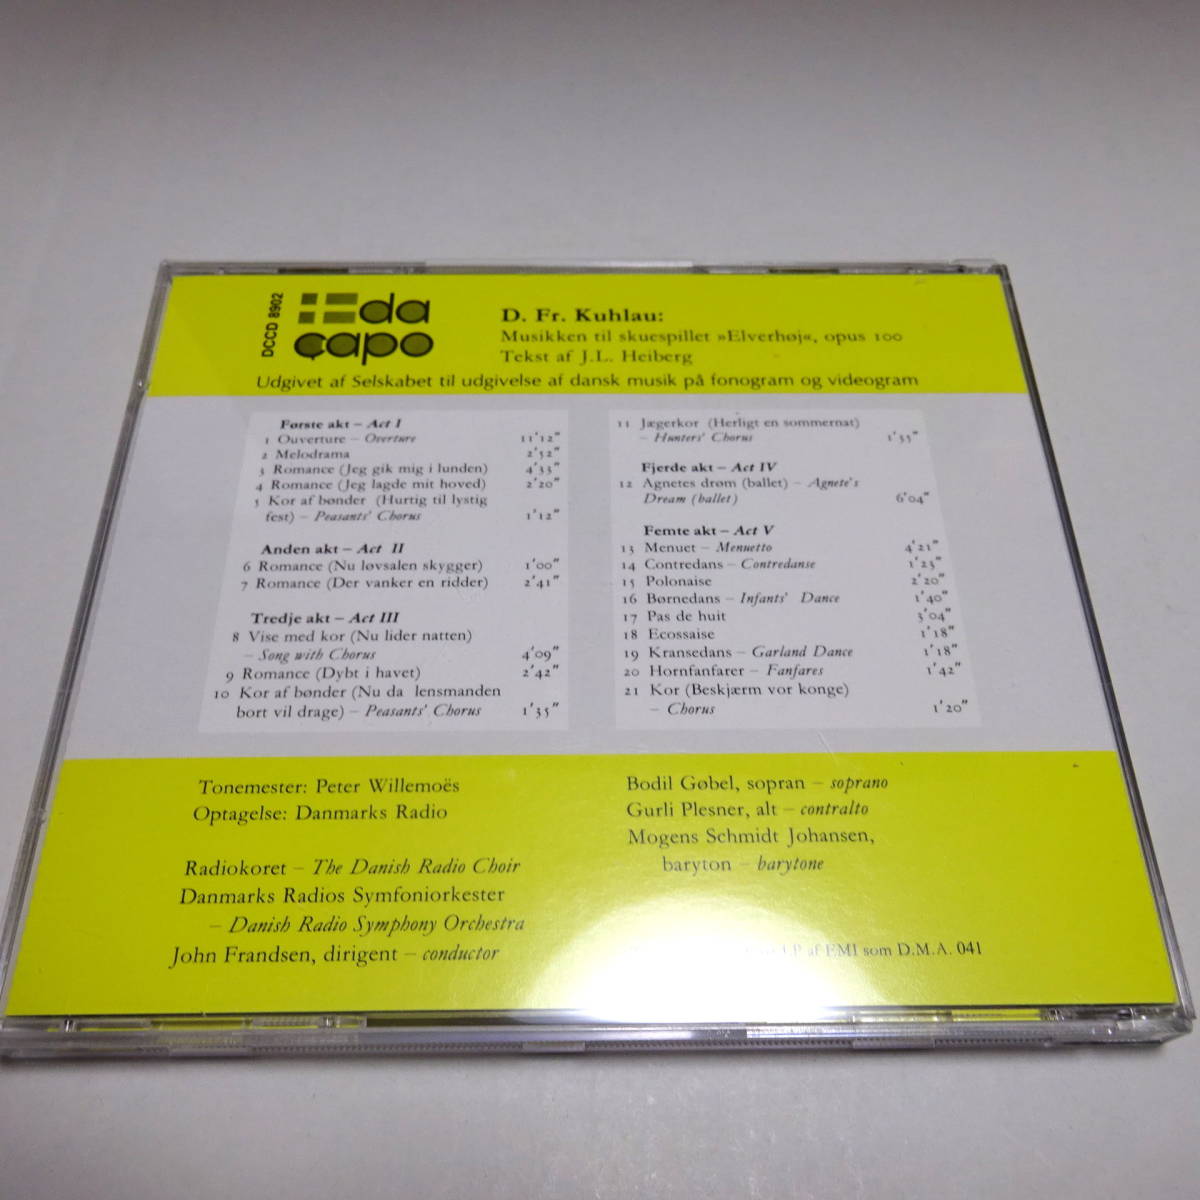 DCCD 8902
da capo
D. Fr. Kuhlau:
Musikken til skuespillet »Elverhøj«, opus 100
Tekst af J.L. Heiberg
Udgivet af Selskabet til udgivelse af dansk musik på fonogram og videogram
Første akt – Act I
1 Ouverture – Overture 11'12"
2 Melodrama 2'52"
3 Romance (Jeg gik mig i lunden) 4'33"
4 Romance (Jeg lagde mit hoved) 2'20"
5 Kor af bønder (Hurtig til lystig
fest) – Peasants' Chorus 1'12"
Anden akt – Act II
6 Romance (Nu løvsalen skygger) 1'00"
7 Romance (Der vanker en ridder) 2'41"
Tredje akt – Act III
8 Vise med kor (Nu lider natten)
– Song with Chorus 4'09"
9 Romance (Dybt i havet) 2'42"
10 Kor af bønder (Nu da lensmanden
bort vil drage) – Peasants' Chorus 1'35"
11 Jægerkor (Herligt en sommernat)
– Hunters' Chorus 1'35"
Fjerde akt – Act IV
12 Agnetes drøm (ballet) – Agnete's
Dream (ballet) 6'04"
Femte akt – Act V
13 Menuet – Menuetto 4'21"
14 Contredans – Contredanse 1'23"
15 Polonaise 2'20"
16 Børnedans – Infants' Dance 1'40"
17 Pas de huit 3'04"
18 Ecossaise 1'18"
19 Kransedans – Garland Dance 1'18"
20 Hornfanfarer – Fanfares 1'42"
21 Kor (Beskjærm vor konge)
– Chorus 1'20"
Tonemester: Peter Willemoës
Optagelse: Danmarks Radio
Radiokoret – The Danish Radio Choir
Danmarks Radios Symfoniorkester
– Danish Radio Symphony Orchestra
John Frandsen, dirigent – conductor
Bodil Gøbel, sopran – soprano
Gurli Plesner, alt – contralto
Mogens Schmidt Johansen,
baryton – barytone
LP af EMI som D.M.A. 041